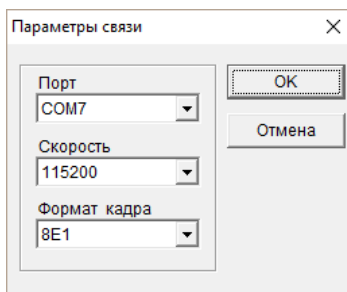 Параметры связи
Порт
COM7
Скорость
115200
Формат кадра
8E1
OK
Отмена